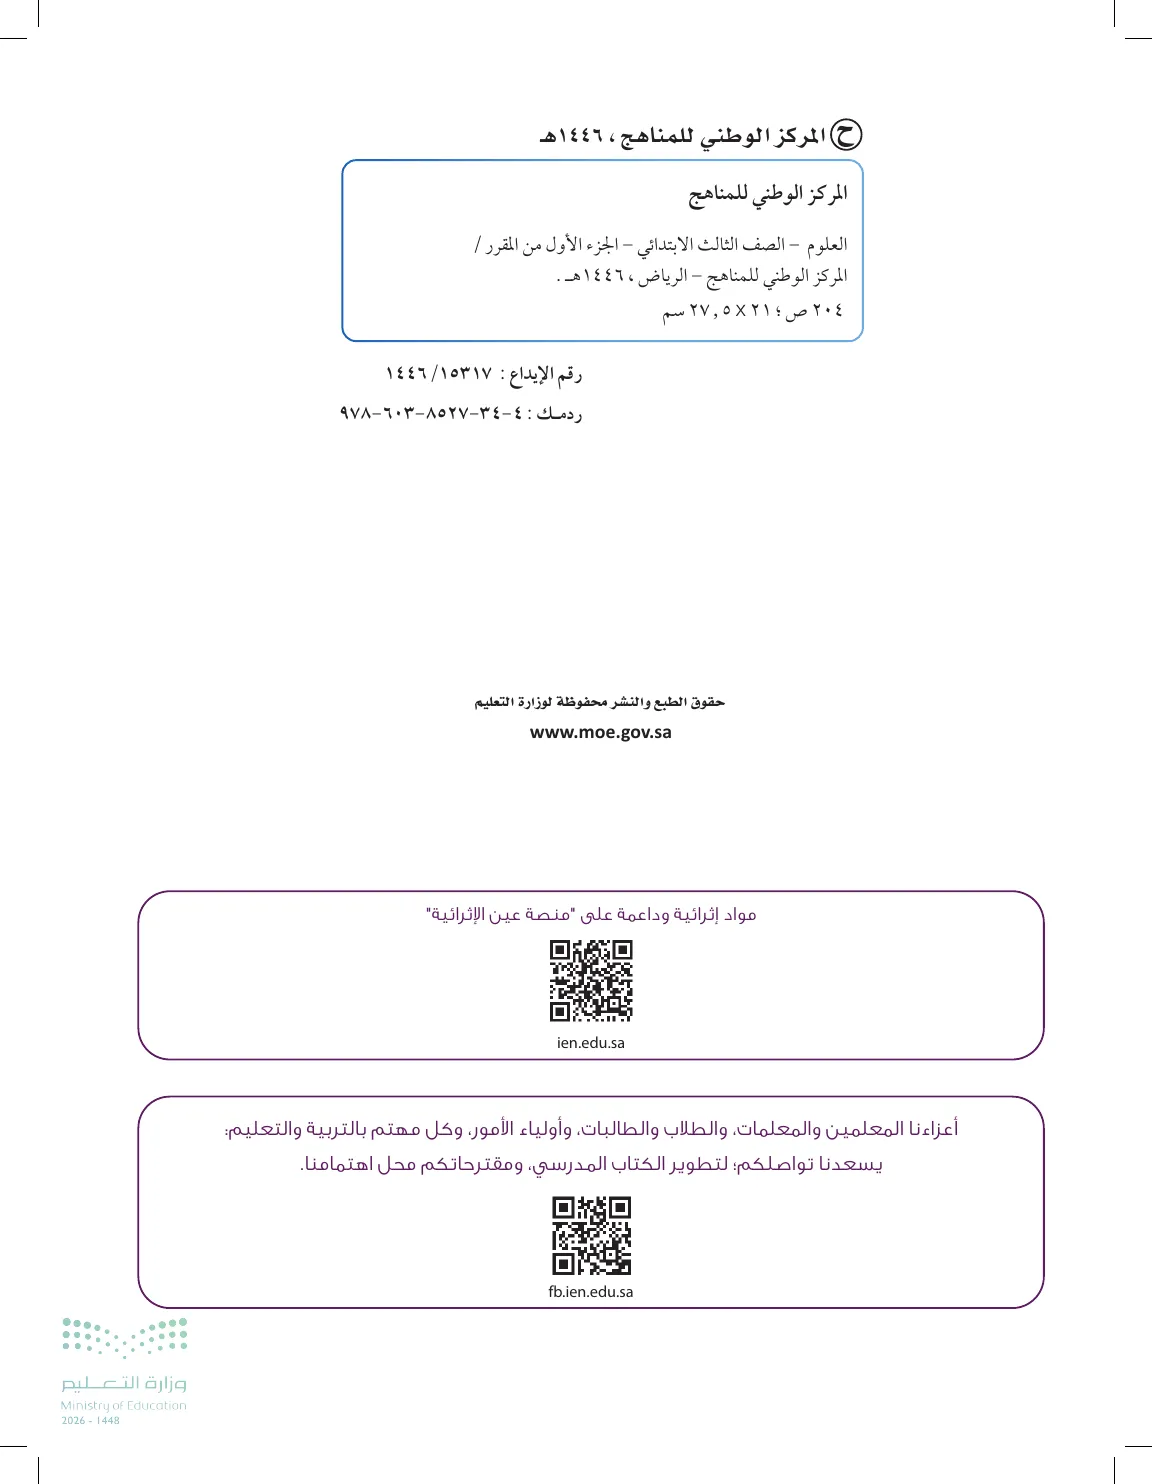 ح المركز الوطني للمناهج ، ١٤٤٦هـ
المركز الوطني للمناهج
العلوم – الصف الثالث الابتدائي – الجزء الأول من المقرر /
المركز الوطني للمناهج – الرياض ، ١٤٤٦هـ .
٢٠٤ ص ؛ ٢١ X ٢٧,٥ سم
رقم الإيداع : ١٥٣١٧/ ١٤٤٦
ردمـك : ٤-٣٤-٨٥٢٧-٦٠٣-٩٧٨
حقوق الطبع والنشر محفوظة لوزارة التعليم
www.moe.gov.sa
مواد إثرائية وداعمة على "منصة عين الإثرائية"
ien.edu.sa
أعزاءنا المعلمين والمعلمات، والطلاب والطالبات، وأولياء الأمور، وكل مهتم بالتربية والتعليم:
يسعدنا تواصلكم؛ لتطوير الكتاب المدرسي، ومقترحاتكم محل اهتمامنا.
fb.ien.edu.sa
وزارة التعـــليم
Ministry of Education
2026 - 1448